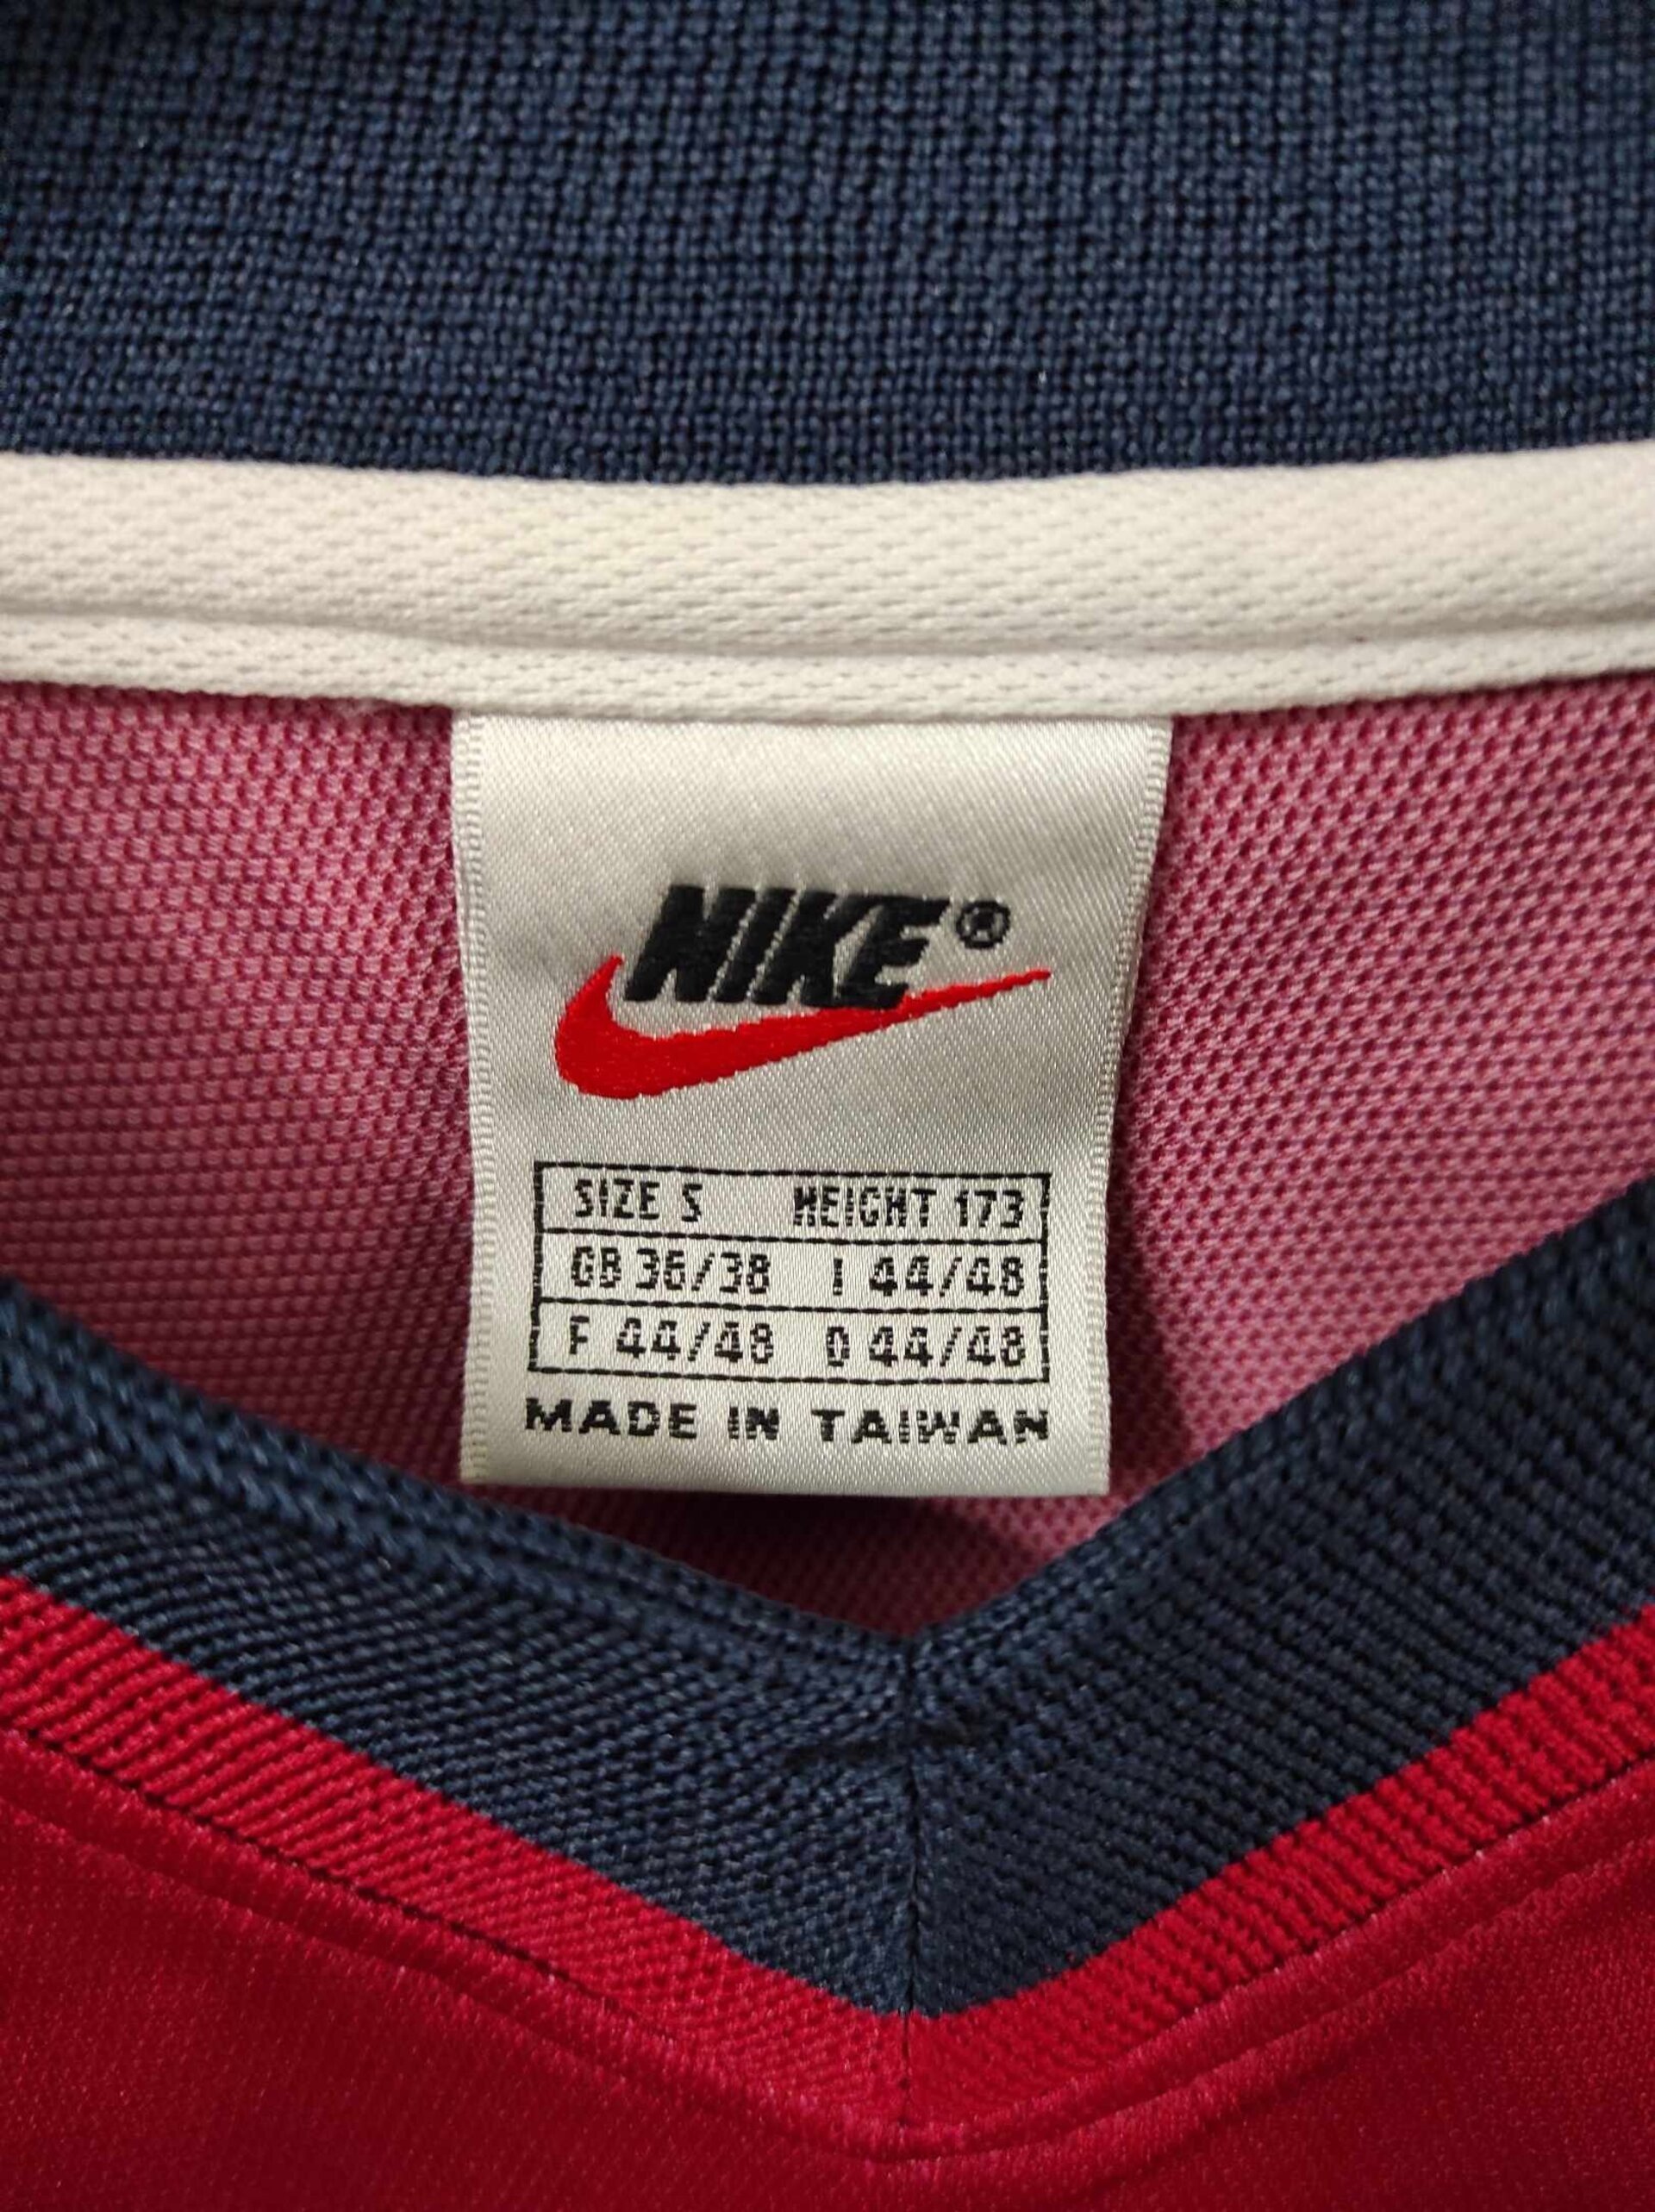 NIKE®
SIZE S HEIGHT 173
GB 36/38 I 44/48
F 44/48 D 44/48
MADE IN TAIWAN